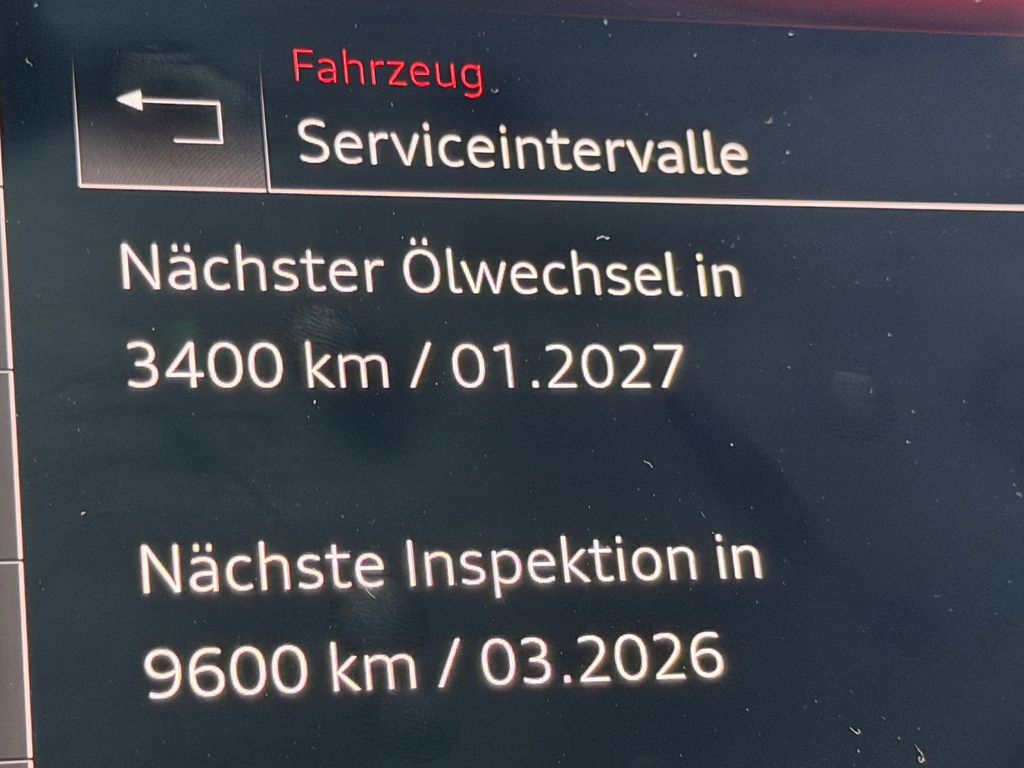 Fahrzeug
Serviceintervalle
Nächster Ölwechsel in
3400 km / 01.2027
Nächste Inspektion in
9600 km / 03.2026